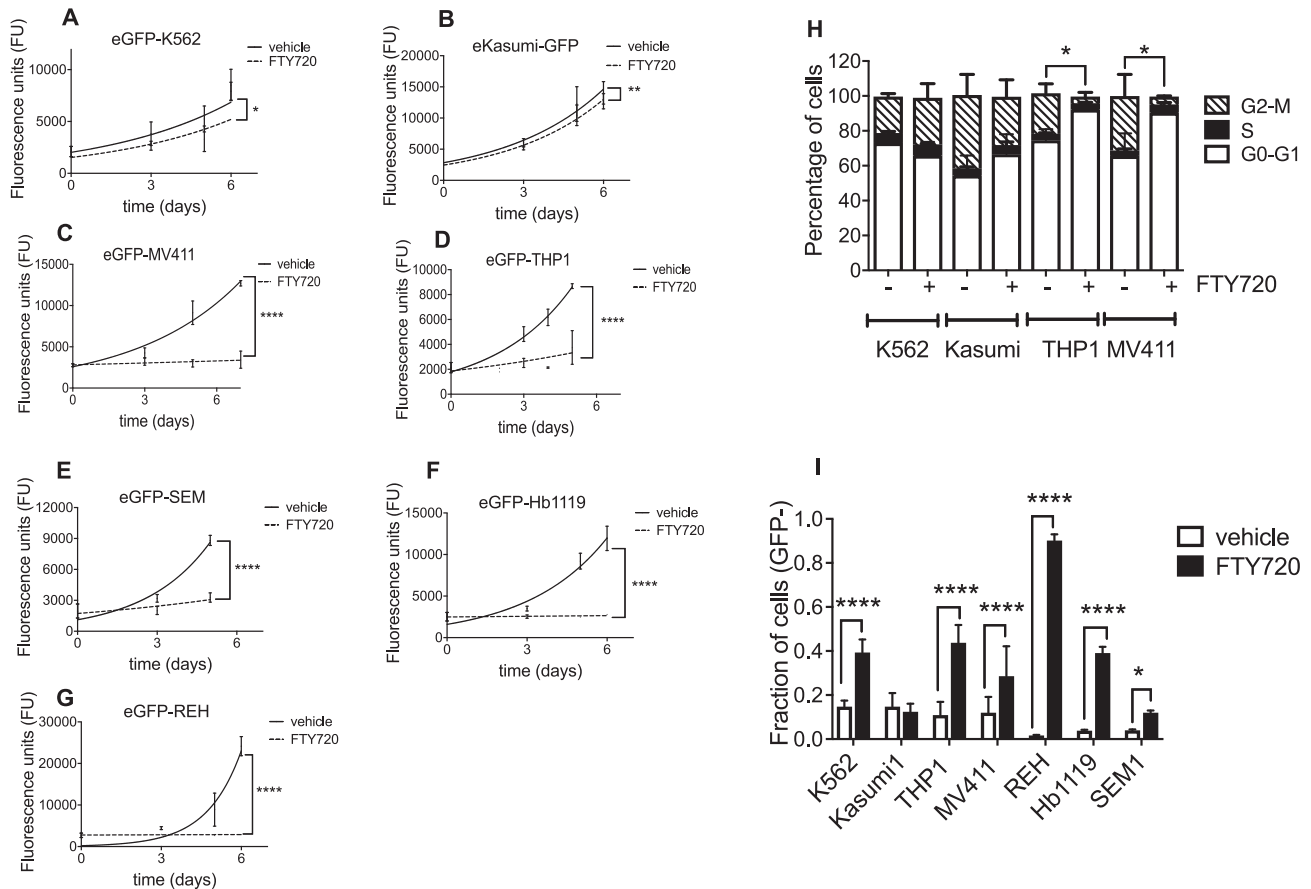 A
eGFP-K562
Fluorescence units (FU)
10000
5000
0
0 3 6
time (days)
vehicle
FTY720
*
B
eKasumi-GFP
Fluorescence units (FU)
20000
15000
10000
5000
0
0 3 6
time (days)
vehicle
FTY720
**
C
eGFP-MV411
Fluorescence units (FU)
15000
10000
5000
0
0 3 6
time (days)
vehicle
FTY720
****
D
eGFP-THP1
Fluorescence units (FU)
10000
8000
6000
4000
2000
0
0 3 6
time (days)
vehicle
FTY720
****
E
eGFP-SEM
Fluorescence units (FU)
12000
9000
6000
3000
0
0 3 6
time (days)
vehicle
FTY720
****
F
eGFP-Hb1119
Fluorescence units (FU)
15000
10000
5000
0
0 3 6
time (days)
vehicle
FTY720
****
G
eGFP-REH
Fluorescence units (FU)
30000
20000
10000
0
0 3 6
time (days)
vehicle
FTY720
****
H
Percentage of cells
120
100
80
60
40
20
0
* *
G2-M
S
G0-G1
- + - + - + - + FTY720
K562 Kasumi THP1 MV411
I
Fraction of cells (GFP-
1.0
0.8
0.6
0.4
0.2
0.0
**** **** **** **** **** *
vehicle
FTY720
K562 Kasumi1 THP1 MV411 REH Hb1119 SEM1